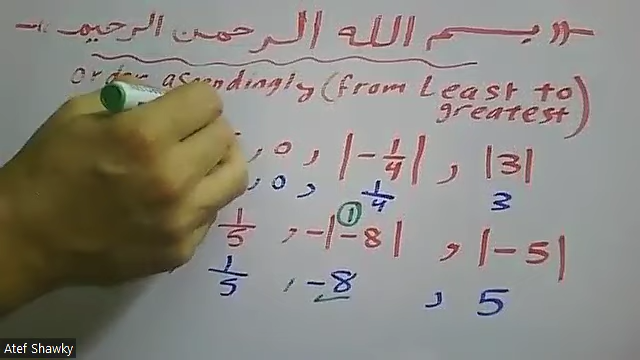 بسم الله الرحمن الرحيم
order ascendingly (from Least to
greatest)
, 0 , |-1/4| , |3|
, 0 , 1/4 3
1
1/5 , -|-8| , |-5|
1/5 , -8 , 5
Atef Shawky